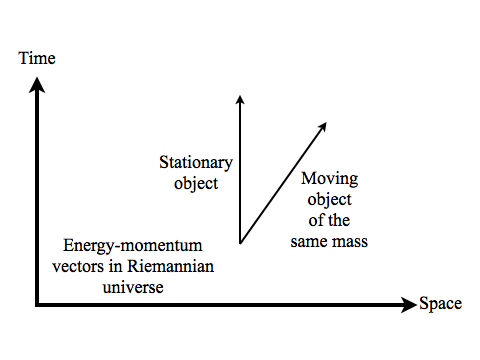 Time
Stationary
object
Moving
object
of the
same mass
Energy-momentum
vectors in Riemannian
universe
Space